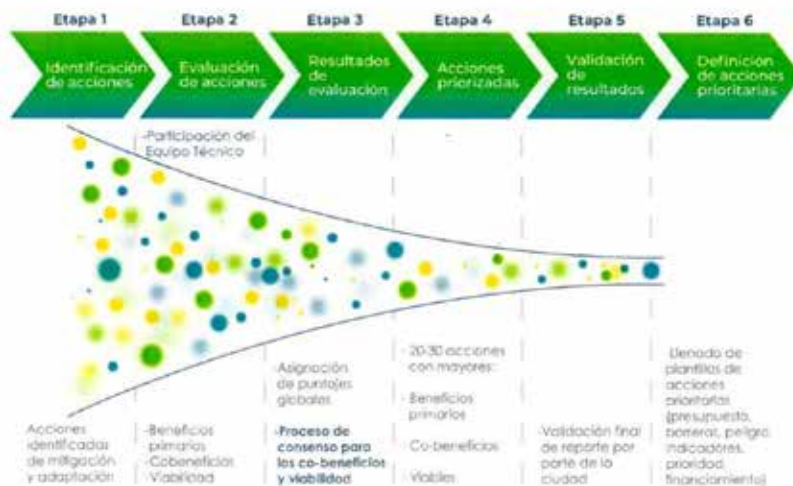 Etapa 1
Etapa 2
Etapa 3
Etapa 4
Etapa 5
Etapa 6
Identificación
de acciones
Evaluación
de acciones
Resultados
de
evaluación
Acciones
priorizadas
Validación
de
resultados
Definición
de acciones
prioritarias
-Participación del
Equipo Técnico
Acciones
identificadas
de mitigación
y adaptación
-Beneficios
primarios
-Cobeneficios
-Viabilidad
-Asignación
de puntajes
globales
-Proceso de
consenso para
los co-beneficios
y viabilidad
- 20-30 acciones
con mayores:
- Beneficios
primarios
- Co-beneficios
- Viables
-Validación final
de reporte por
parte de la
ciudad
-Llenado de
plantillas de
acciones
prioritarias
(presupuesto,
barreras, peligro,
indicadores,
prioridad,
financiamiento)